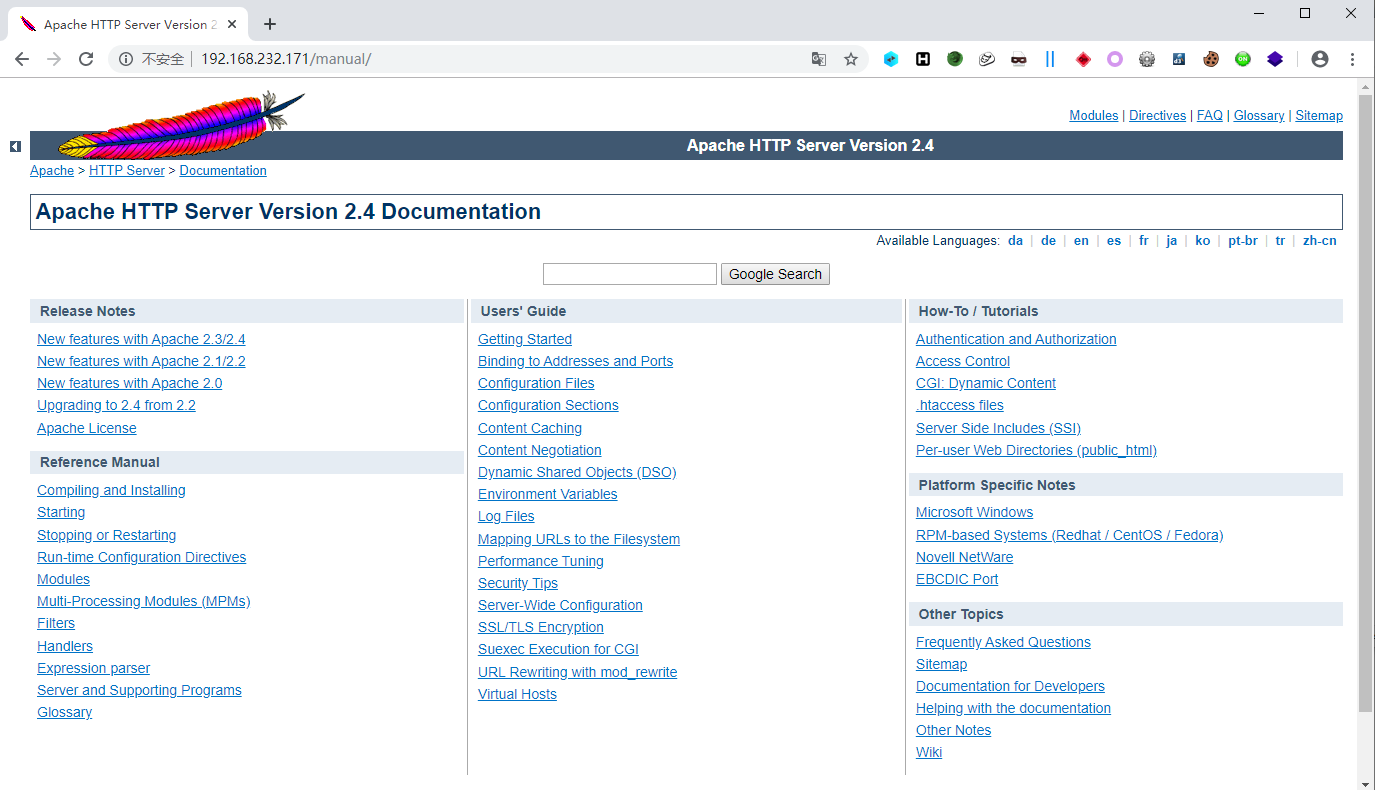 Apache HTTP Server Version 2
不安全 192.168.232.171/manual/
Modules | Directives | FAQ | Glossary | Sitemap
Apache HTTP Server Version 2.4
Apache > HTTP Server > Documentation
Apache HTTP Server Version 2.4 Documentation
Available Languages: da | de | en | es | fr | ja | ko | pt-br | tr | zh-cn
Google Search
Release Notes
New features with Apache 2.3/2.4
New features with Apache 2.1/2.2
New features with Apache 2.0
Upgrading to 2.4 from 2.2
Apache License
Reference Manual
Compiling and Installing
Starting
Stopping or Restarting
Run-time Configuration Directives
Modules
Multi-Processing Modules (MPMs)
Filters
Handlers
Expression parser
Server and Supporting Programs
Glossary
Users' Guide
Getting Started
Binding to Addresses and Ports
Configuration Files
Configuration Sections
Content Caching
Content Negotiation
Dynamic Shared Objects (DSO)
Environment Variables
Log Files
Mapping URLs to the Filesystem
Performance Tuning
Security Tips
Server-Wide Configuration
SSL/TLS Encryption
Suexec Execution for CGI
URL Rewriting with mod_rewrite
Virtual Hosts
How-To / Tutorials
Authentication and Authorization
Access Control
CGI: Dynamic Content
.htaccess files
Server Side Includes (SSI)
Per-user Web Directories (public_html)
Platform Specific Notes
Microsoft Windows
RPM-based Systems (Redhat / CentOS / Fedora)
Novell NetWare
EBCDIC Port
Other Topics
Frequently Asked Questions
Sitemap
Documentation for Developers
Helping with the documentation
Other Notes
Wiki